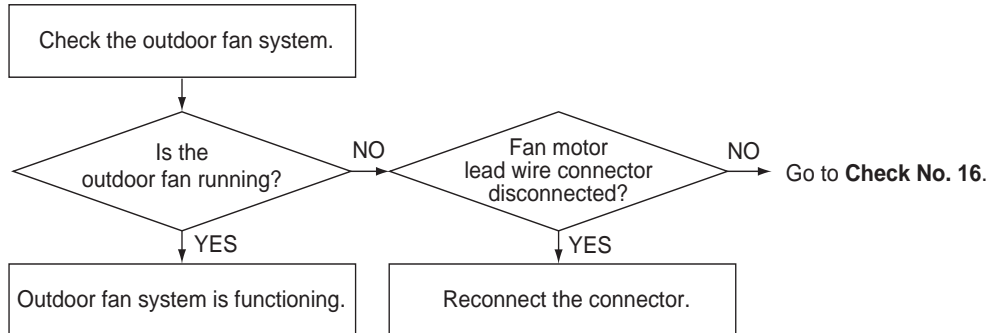 Check the outdoor fan system.
Is the
outdoor fan running?
NO
Fan motor
lead wire connector
disconnected?
NO
Go to Check No. 16.
YES
YES
Outdoor fan system is functioning.
Reconnect the connector.